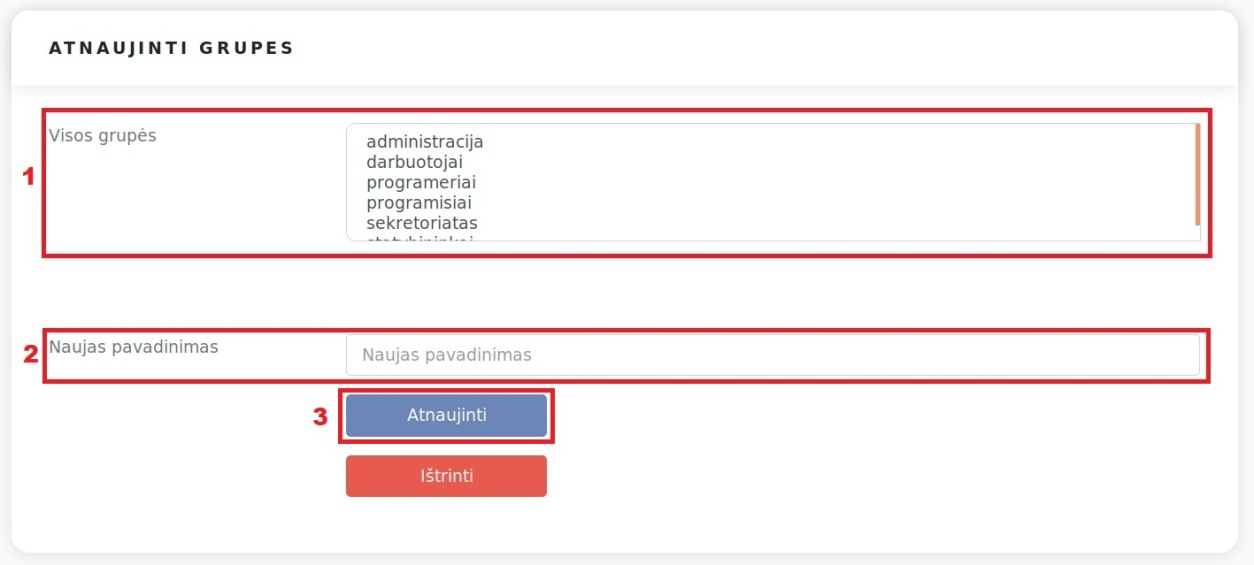 ATNAUJINTI GRUPES
1
Visos grupės
administracija
darbuotojai
programeriai
programisiai
sekretoriatas
2
Naujas pavadinimas
Naujas pavadinimas
3
Atnaujinti
Ištrinti